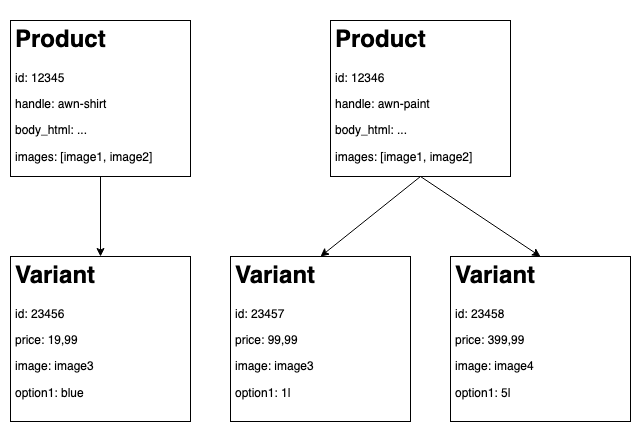 Product
id: 12345
handle: awn-shirt
body_html: ...
images: [image1, image2]
Product
id: 12346
handle: awn-paint
body_html: ...
images: [image1, image2]
Variant
id: 23456
price: 19,99
image: image3
option1: blue
Variant
id: 23457
price: 99,99
image: image3
option1: 1l
Variant
id: 23458
price: 399,99
image: image4
option1: 5l